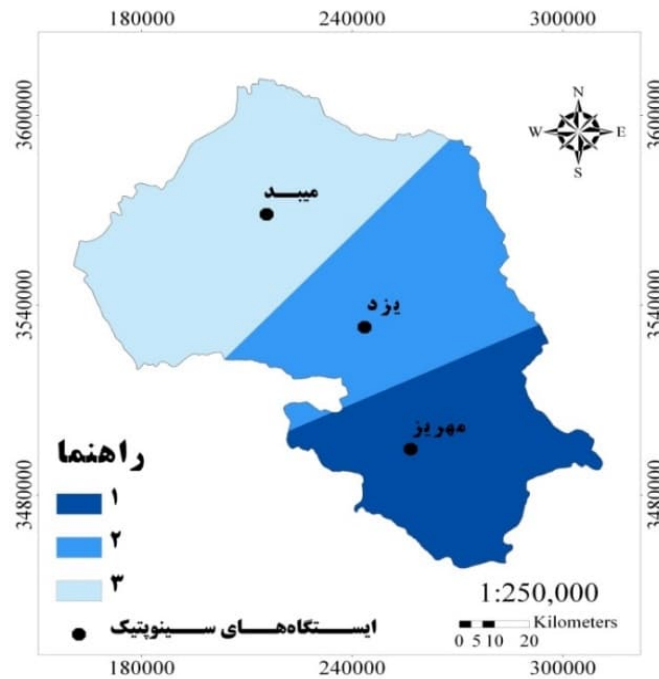 180000 240000 300000
3600000 3600000
N
W E
S
میبد
3540000 3540000
یزد
مهریز
راهنما
3480000 3480000
۱
۲
۳
1:250,000
ایستگاه‌های سینوپتیک
Kilometers
0 5 10 20
180000 240000 300000